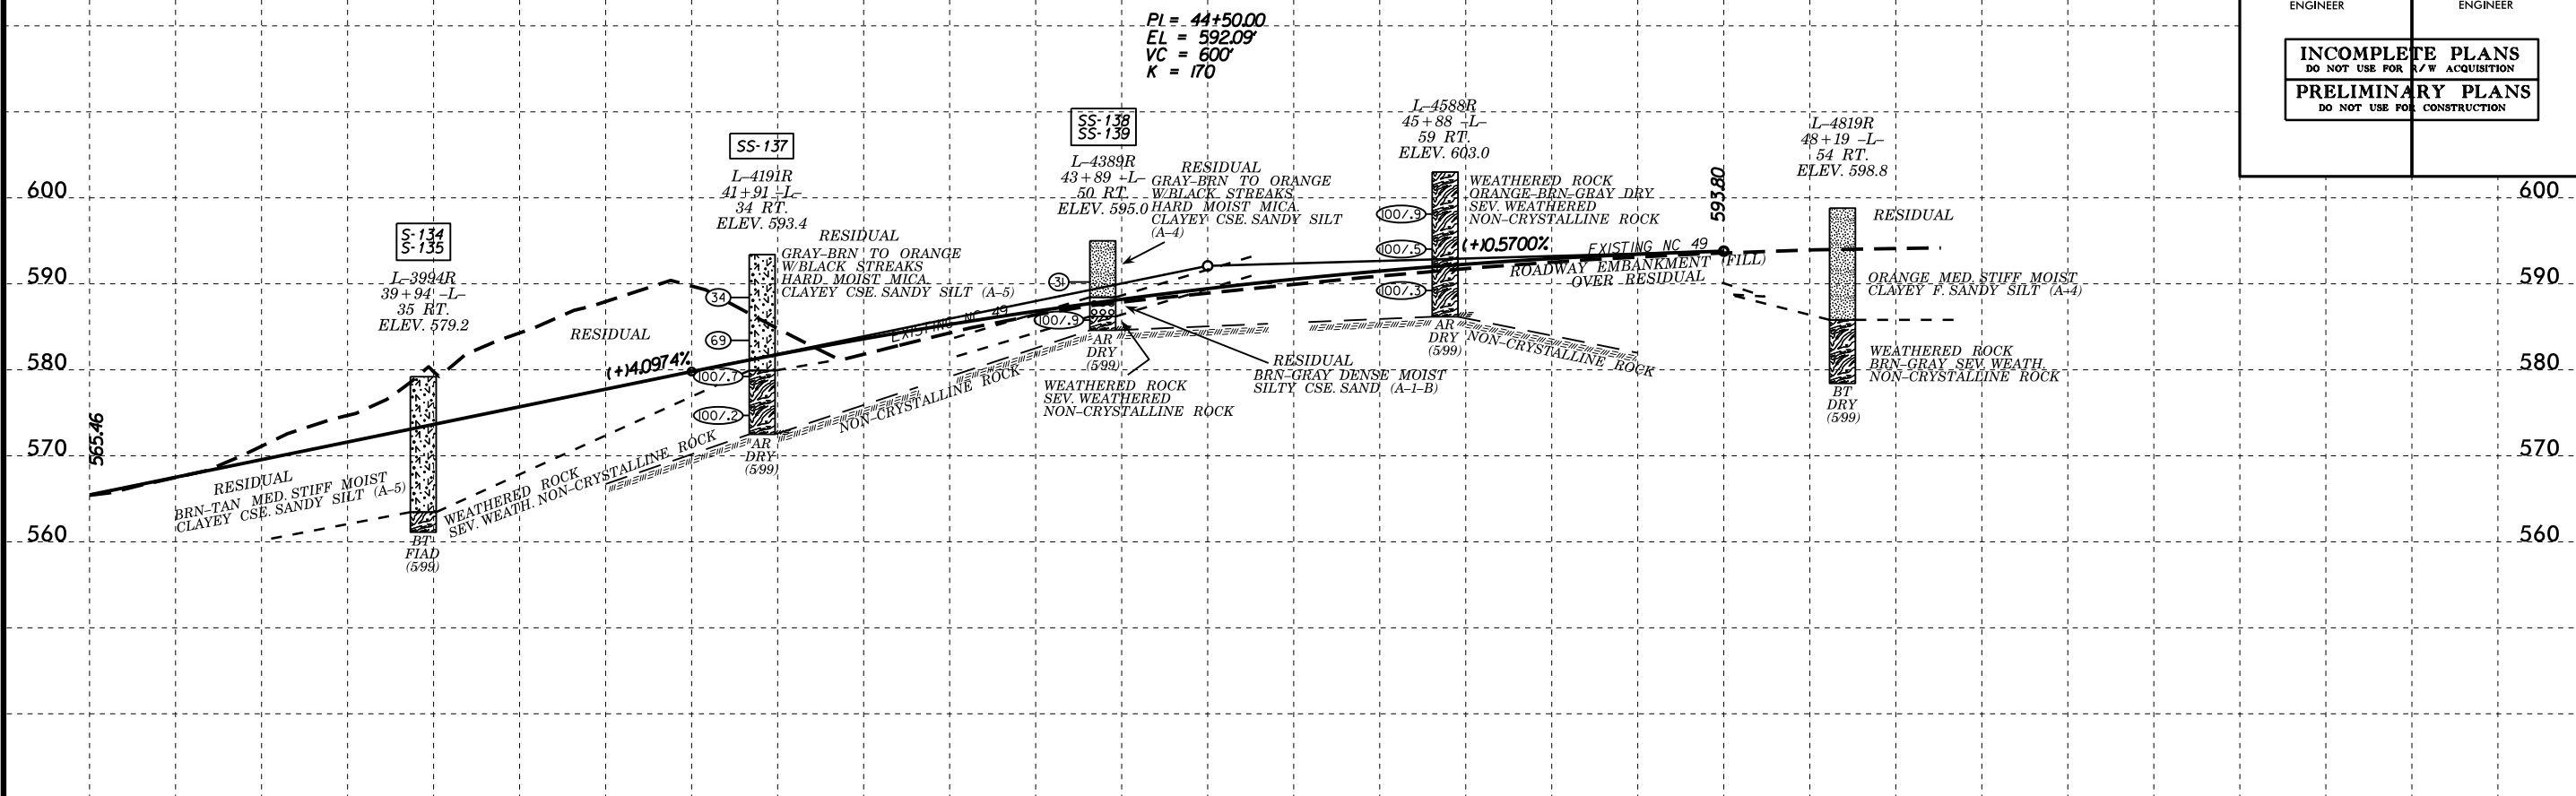 PI = 44+50.00
EL = 592.09'
VC = 600'
K = 170
ENGINEER
ENGINEER
INCOMPLETE PLANS
DO NOT USE FOR R/W ACQUISITION
PRELIMINARY PLANS
DO NOT USE FOR CONSTRUCTION
S-134
S-135
L-3994R
39+94 -L-
35 RT.
ELEV. 579.2
SS-137
L-4191R
41+91 -L-
34 RT.
ELEV. 593.4
RESIDUAL
GRAY-BRN TO ORANGE
W/BLACK STREAKS
HARD MOIST MICA.
CLAYEY CSE. SANDY SILT (A-5)
SS-138
SS-139
L-4389R
43+89 -L-
50 RT.
ELEV. 595.0
RESIDUAL
GRAY-BRN TO ORANGE
W/BLACK STREAKS
HARD MOIST MICA.
CLAYEY CSE. SANDY SILT
(A-4)
L-4588R
45+88 -L-
59 RT.
ELEV. 603.0
WEATHERED ROCK
ORANGE-BRN-GRAY DRY
SEV. WEATHERED
NON-CRYSTALLINE ROCK
L-4819R
48+19 -L-
54 RT.
ELEV. 598.8
RESIDUAL
ORANGE MED. STIFF MOIST
CLAYEY F. SANDY SILT (A-4)
WEATHERED ROCK
BRN-GRAY SEV. WEATH.
NON-CRYSTALLINE ROCK
600
590
580
570
560
600
590
580
570
560
565.46
593.80
(+)4.0974%
(+)0.5700%
RESIDUAL
34
69
100/.7
100/.2
31
100/.9
100/.9
100/.5
100/.3
EXISTING NC 49
EXISTING NC 49
ROADWAY EMBANKMENT (FILL)
OVER RESIDUAL
RESIDUAL
BRN-TAN MED. STIFF MOIST
CLAYEY CSE. SANDY SILT (A-5)
WEATHERED ROCK
SEV. WEATH. NON-CRYSTALLINE ROCK
NON-CRYSTALLINE ROCK
NON-CRYSTALLINE ROCK
WEATHERED ROCK
SEV. WEATHERED
NON-CRYSTALLINE ROCK
RESIDUAL
BRN-GRAY DENSE MOIST
SILTY CSE. SAND (A-1-B)
BT
FIAD
(5/99)
AR
DRY
(5/99)
AR
DRY
(5/99)
AR
DRY
(5/99)
BT
DRY
(5/99)